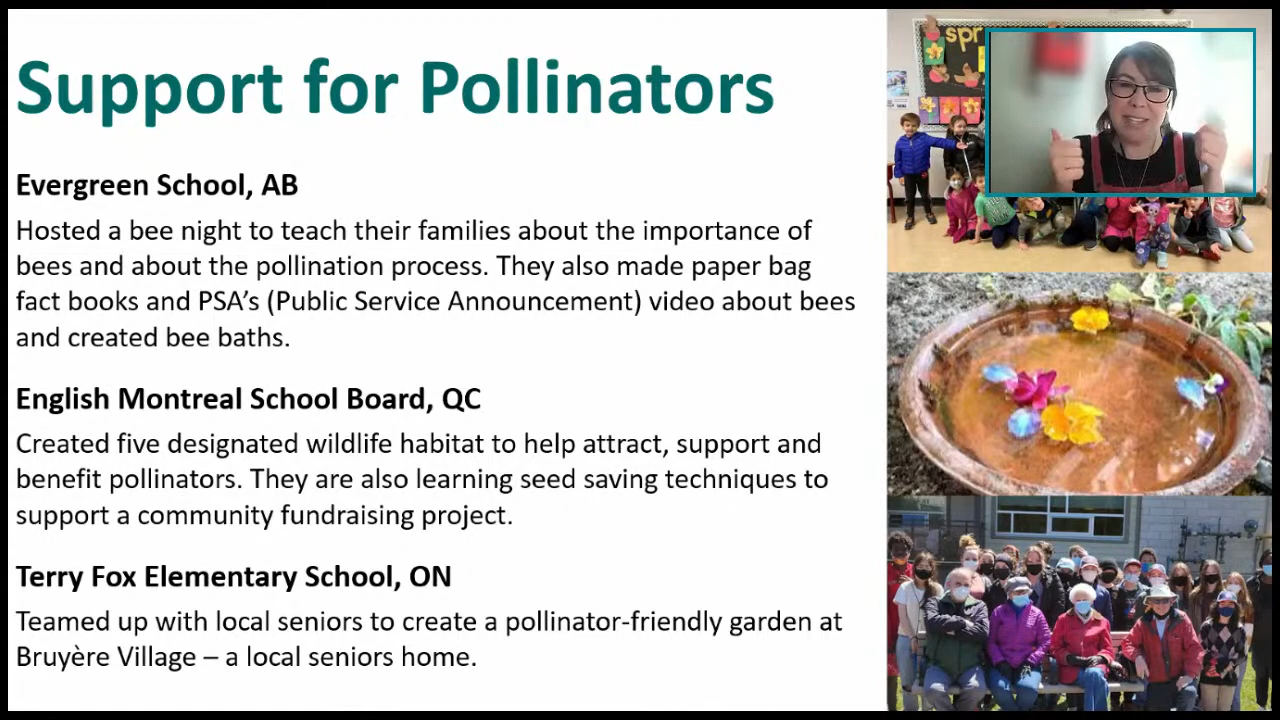 Support for Pollinators
Evergreen School, AB
Hosted a bee night to teach their families about the importance of
bees and about the pollination process. They also made paper bag
fact books and PSA’s (Public Service Announcement) video about bees
and created bee baths.
English Montreal School Board, QC
Created five designated wildlife habitat to help attract, support and
benefit pollinators. They are also learning seed saving techniques to
support a community fundraising project.
Terry Fox Elementary School, ON
Teamed up with local seniors to create a pollinator-friendly garden at
Bruyère Village – a local seniors home.
spr